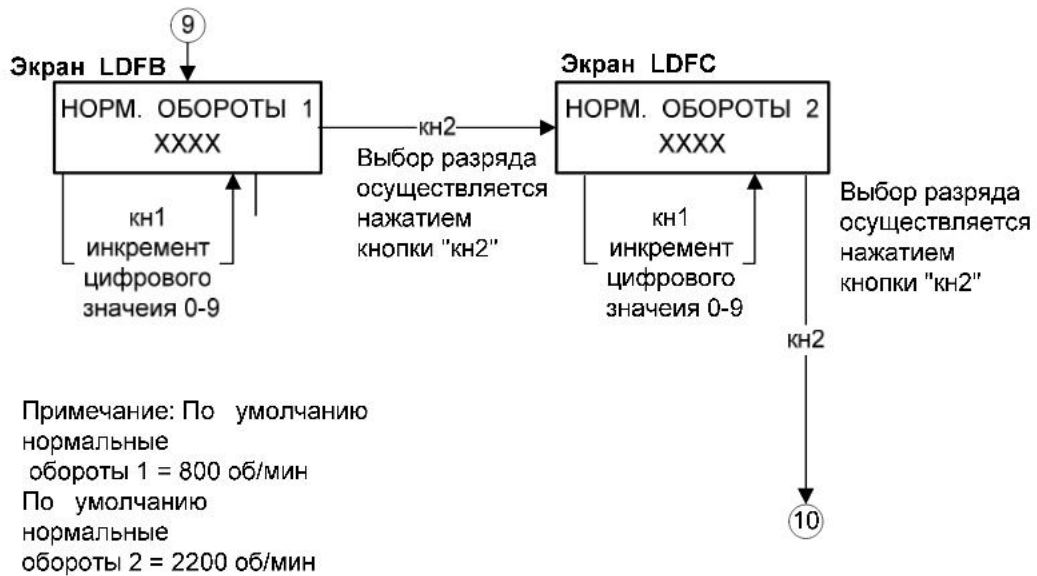 9
Экран LDFB
НОРМ. ОБОРОТЫ 1
XXXX
кн2
Выбор разряда
осуществляется
нажатием
кнопки "кн2"
кн1
инкремент
цифрового
значеия 0-9
Экран LDFC
НОРМ. ОБОРОТЫ 2
XXXX
кн1
инкремент
цифрового
значеия 0-9
Выбор разряда
осуществляется
нажатием
кнопки "кн2"
кн2
10
Примечание: По умолчанию
нормальные
обороты 1 = 800 об/мин
По умолчанию
нормальные
обороты 2 = 2200 об/мин